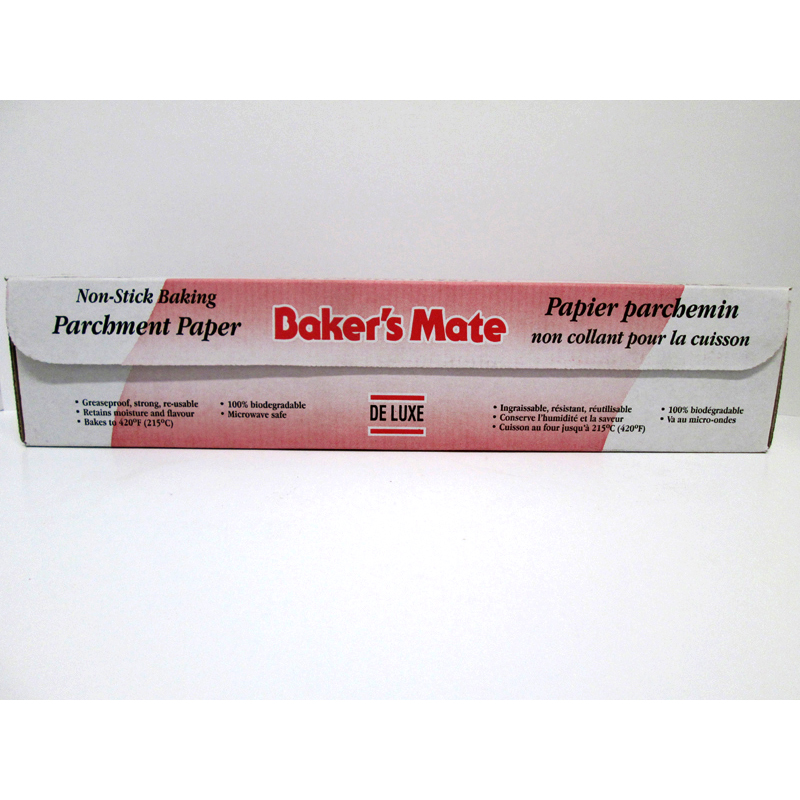 Non-Stick Baking
Parchment Paper
Baker's Mate
Papier parchemin
non collant pour la cuisson
• Greaseproof, strong, re-usable
• Retains moisture and flavour
• Bakes to 420°F (215°C)
• 100% biodegradable
• Microwave safe
DE LUXE
• Ingraissable, résistant, réutilisable
• Conserve l'humidité et la saveur
• Cuisson au four jusqu'à 215°C (420°F)
• 100% biodégradable
• Va au micro-ondes